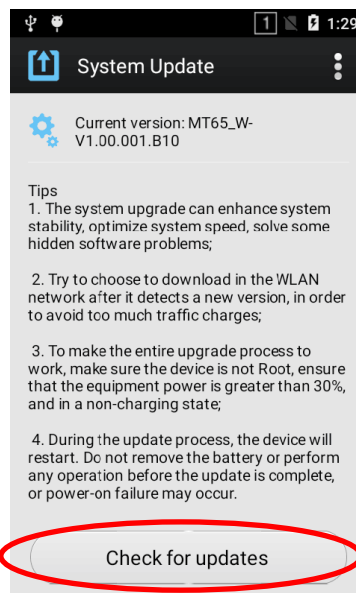 1 1:29
System Update
Current version: MT65_W-
V1.00.001.B10
Tips
1. The system upgrade can enhance system
stability, optimize system speed, solve some
hidden software problems;
2. Try to choose to download in the WLAN
network after it detects a new version, in order
to avoid too much traffic charges;
3. To make the entire upgrade process to
work, make sure the device is not Root, ensure
that the equipment power is greater than 30%,
and in a non-charging state;
4. During the update process, the device will
restart. Do not remove the battery or perform
any operation before the update is complete,
or power-on failure may occur.
Check for updates